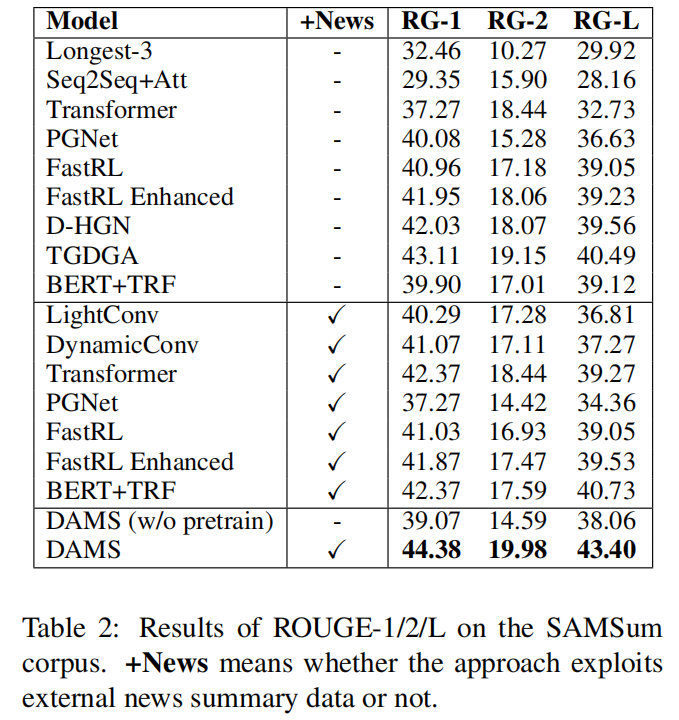 Model +News RG-1 RG-2 RG-L
Longest-3 - 32.46 10.27 29.92
Seq2Seq+Att - 29.35 15.90 28.16
Transformer - 37.27 18.44 32.73
PGNet - 40.08 15.28 36.63
FastRL - 40.96 17.18 39.05
FastRL Enhanced - 41.95 18.06 39.23
D-HGN - 42.03 18.07 39.56
TGDGA - 43.11 19.15 40.49
BERT+TRF - 39.90 17.01 39.12
LightConv ✓ 40.29 17.28 36.81
DynamicConv ✓ 41.07 17.11 37.27
Transformer ✓ 42.37 18.44 39.27
PGNet ✓ 37.27 14.42 34.36
FastRL ✓ 41.03 16.93 39.05
FastRL Enhanced ✓ 41.87 17.47 39.53
BERT+TRF ✓ 42.37 17.59 40.73
DAMS (w/o pretrain) - 39.07 14.59 38.06
DAMS ✓ 44.38 19.98 43.40
Table 2: Results of ROUGE-1/2/L on the SAMSum
corpus. +News means whether the approach exploits
external news summary data or not.